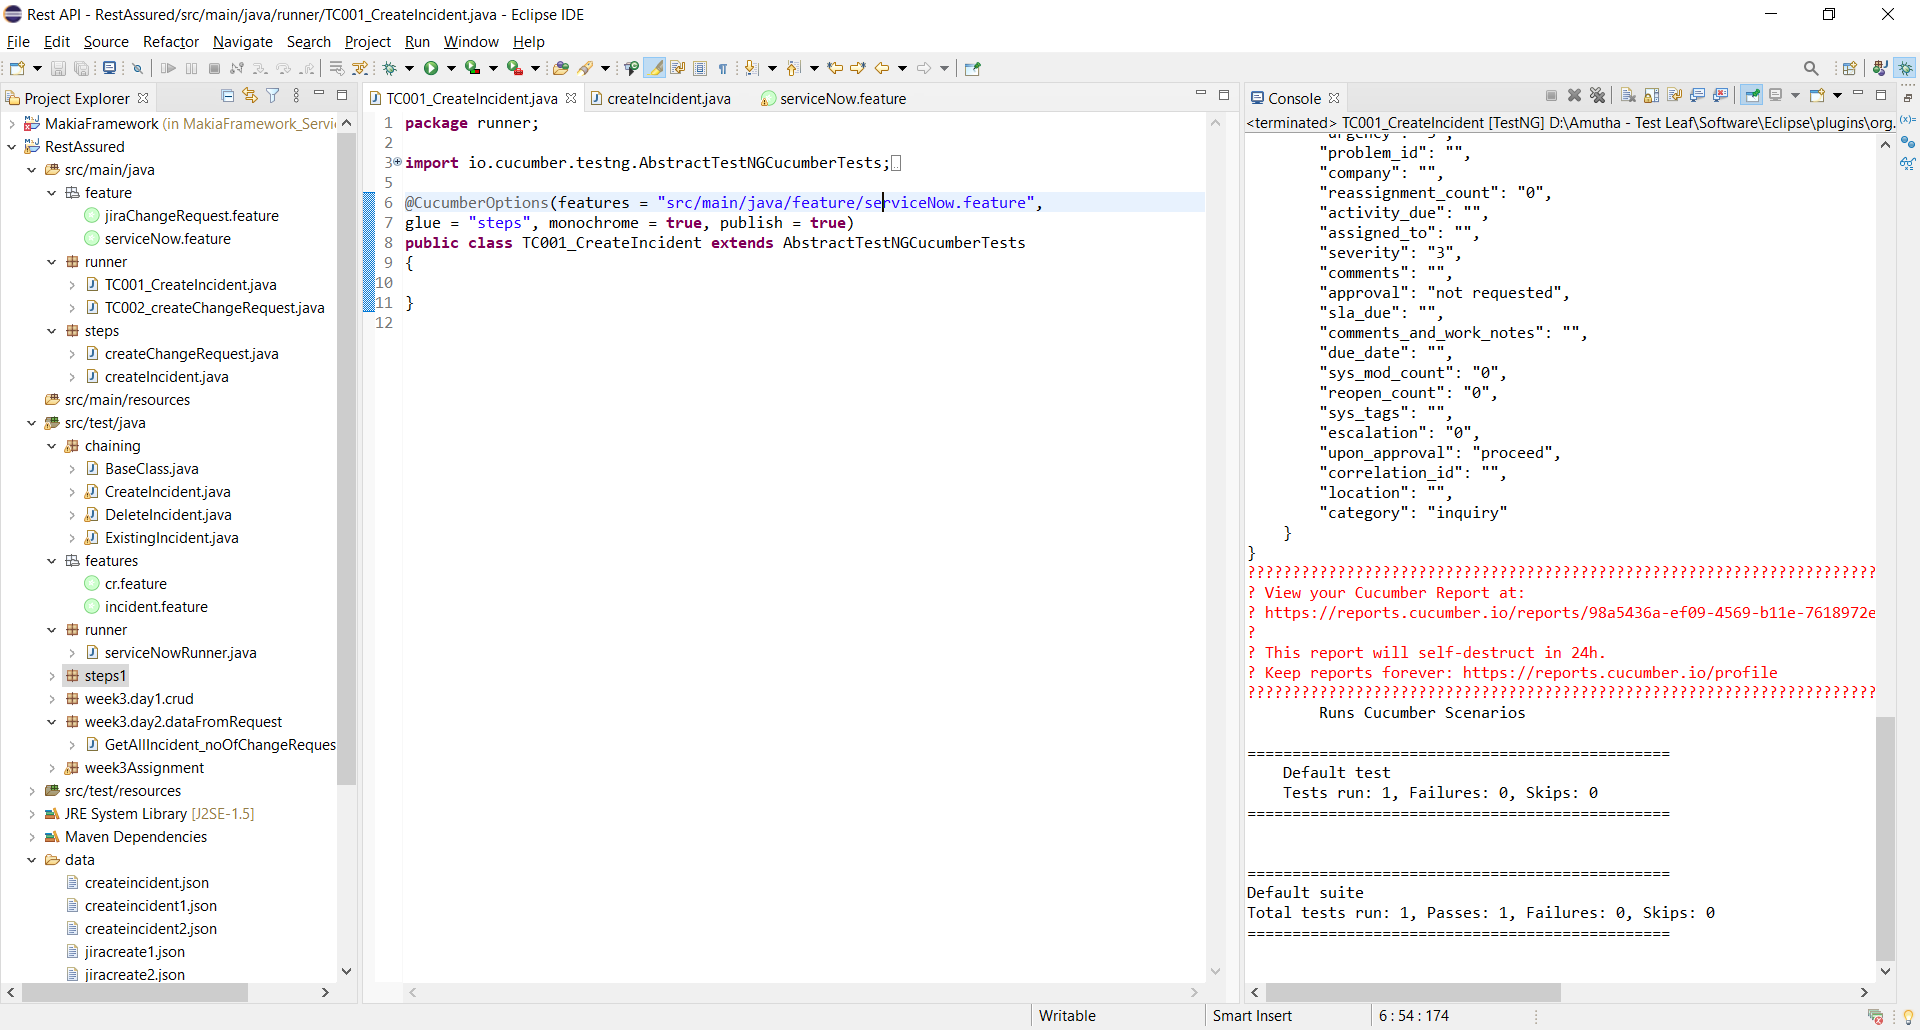 Rest API - RestAssured/src/main/java/runner/TC001_CreateIncident.java - Eclipse IDE
File Edit Source Refactor Navigate Search Project Run Window Help
Project Explorer
MakiaFramework (in MakiaFramework_Servi
RestAssured
src/main/java
feature
jiraChangeRequest.feature
serviceNow.feature
runner
TC001_CreateIncident.java
TC002_createChangeRequest.java
steps
createChangeRequest.java
createIncident.java
src/main/resources
src/test/java
chaining
BaseClass.java
CreateIncident.java
DeleteIncident.java
ExistingIncident.java
features
cr.feature
incident.feature
runner
serviceNowRunner.java
steps1
week3.day1.crud
week3.day2.dataFromRequest
GetAllIncident_noOfChangeReques
week3Assignment
src/test/resources
JRE System Library [J2SE-1.5]
Maven Dependencies
data
createincident.json
createincident1.json
createincident2.json
jiracreate1.json
jiracreate2.json
TC001_CreateIncident.java createIncident.java serviceNow.feature
1 package runner;
2
3 import io.cucumber.testng.AbstractTestNGCucumberTests;
5
6 @CucumberOptions(features = "src/main/java/feature/serviceNow.feature",
7 glue = "steps", monochrome = true, publish = true)
8 public class TC001_CreateIncident extends AbstractTestNGCucumberTests
9 {
10
11 }
12
Console
<terminated> TC001_CreateIncident [TestNG] D:\Amutha - Test Leaf\Software\Eclipse\plugins\org.
"urgency": "3",
"problem_id": "",
"company": "",
"reassignment_count": "0",
"activity_due": "",
"assigned_to": "",
"severity": "3",
"comments": "",
"approval": "not requested",
"sla_due": "",
"comments_and_work_notes": "",
"due_date": "",
"sys_mod_count": "0",
"reopen_count": "0",
"sys_tags": "",
"escalation": "0",
"upon_approval": "proceed",
"correlation_id": "",
"location": "",
"category": "inquiry"
}
}
??????????????????????????????????????????????????????????????????????
? View your Cucumber Report at:
? https://reports.cucumber.io/reports/98a5436a-ef09-4569-b11e-7618972e
?
? This report will self-destruct in 24h.
? Keep reports forever: https://reports.cucumber.io/profile
??????????????????????????????????????????????????????????????????????
Runs Cucumber Scenarios
===============================================
Default test
Tests run: 1, Failures: 0, Skips: 0
===============================================
===============================================
Default suite
Total tests run: 1, Passes: 1, Failures: 0, Skips: 0
===============================================
Writable Smart Insert 6 : 54 : 174